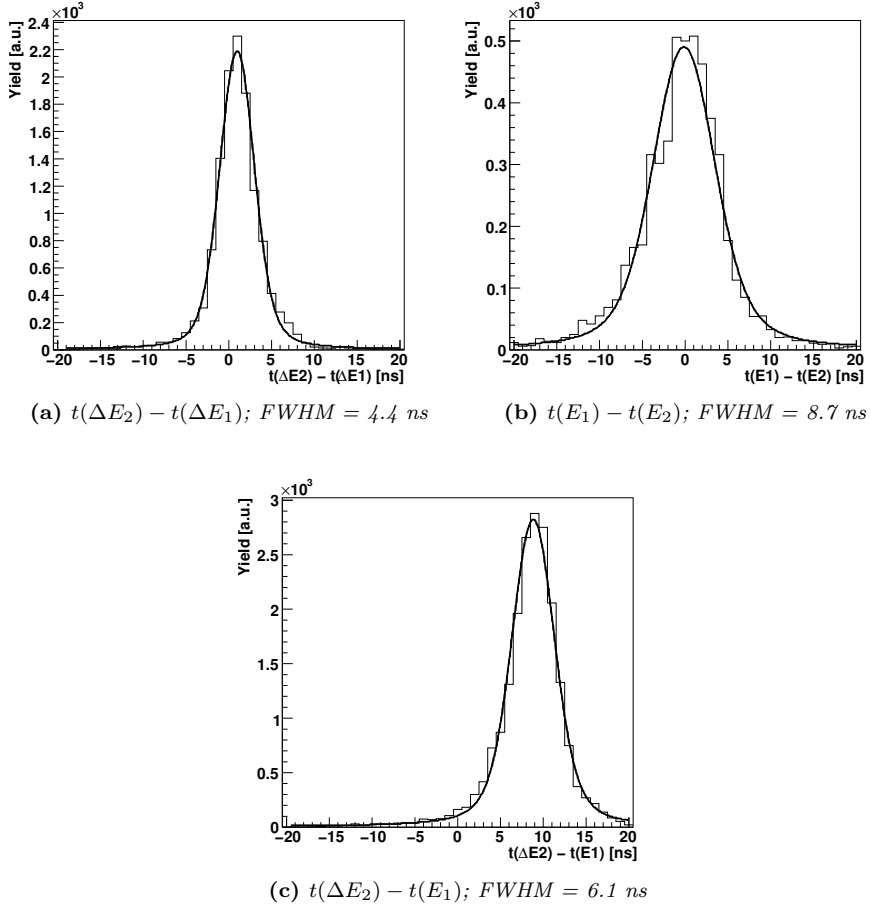 ×10³
Yield [a.u.]
2.4
2.2
2
1.8
1.6
1.4
1.2
1
0.8
0.6
0.4
0.2
0
−20 −15 −10 −5 0 5 10 15 20
t(ΔE2) − t(ΔE1) [ns]
(a) t(ΔE₂) − t(ΔE₁); FWHM = 4.4 ns
×10³
Yield [a.u.]
0.5
0.4
0.3
0.2
0.1
0
−20 −15 −10 −5 0 5 10 15 20
t(E1) − t(E2) [ns]
(b) t(E₁) − t(E₂); FWHM = 8.7 ns
×10³
Yield [a.u.]
3
2.5
2
1.5
1
0.5
0
−20 −15 −10 −5 0 5 10 15 20
t(ΔE2) − t(E1) [ns]
(c) t(ΔE₂) − t(E₁); FWHM = 6.1 ns